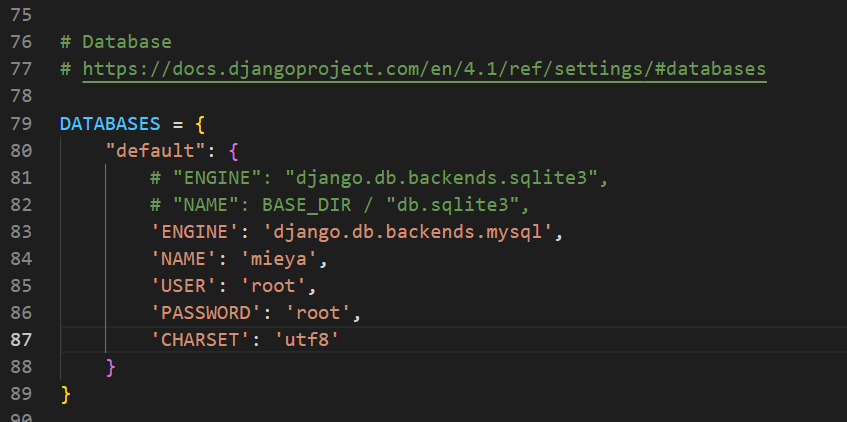 75
76 # Database
77 # https://docs.djangoproject.com/en/4.1/ref/settings/#databases
78
79 DATABASES = {
80     "default": {
81         # "ENGINE": "django.db.backends.sqlite3",
82         # "NAME": BASE_DIR / "db.sqlite3",
83         'ENGINE': 'django.db.backends.mysql',
84         'NAME': 'mieya',
85         'USER': 'root',
86         'PASSWORD': 'root',
87         'CHARSET': 'utf8'
88     }
89 }
90